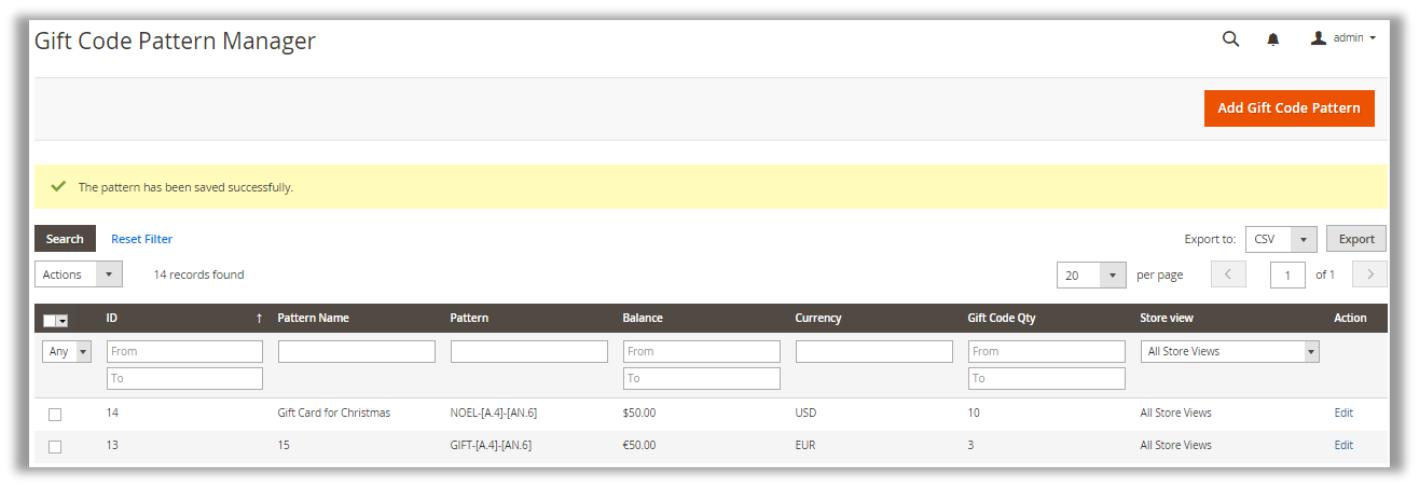 Gift Code Pattern Manager
admin
Add Gift Code Pattern
The pattern has been saved successfully.
Search Reset Filter Export to: CSV Export
Actions 14 records found 20 per page 1 of 1
ID ↑ Pattern Name Pattern Balance Currency Gift Code Qty Store view Action
Any From From From All Store Views
To To To
14 Gift Card for Christmas NOEL-[A.4]-[AN.6] $50.00 USD 10 All Store Views Edit
13 15 GIFT-[A.4]-[AN.6] €50.00 EUR 3 All Store Views Edit